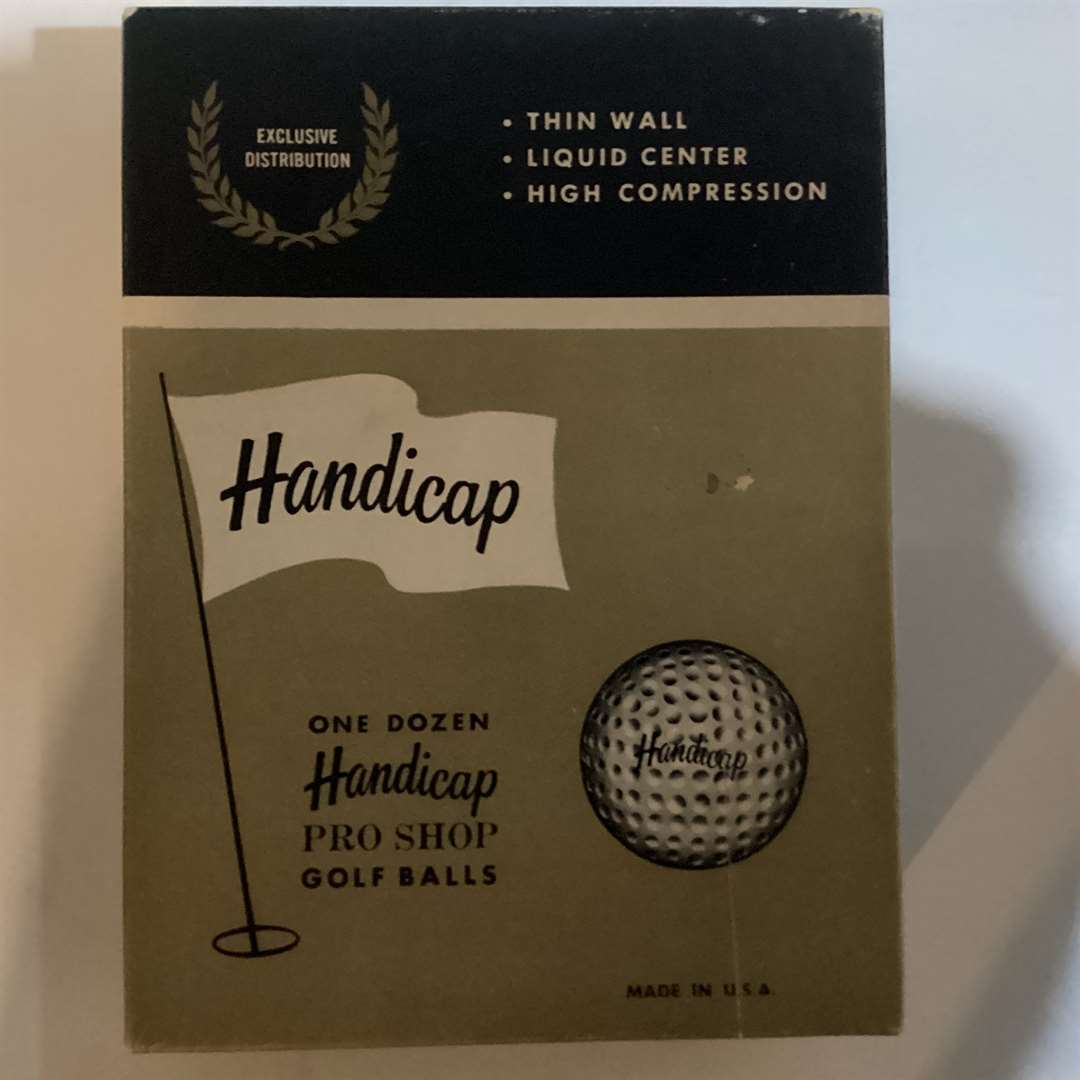 EXCLUSIVE
DISTRIBUTION
• THIN WALL
• LIQUID CENTER
• HIGH COMPRESSION
Handicap
ONE DOZEN
Handicap
PRO SHOP
GOLF BALLS
Handicap
MADE IN U.S.A.